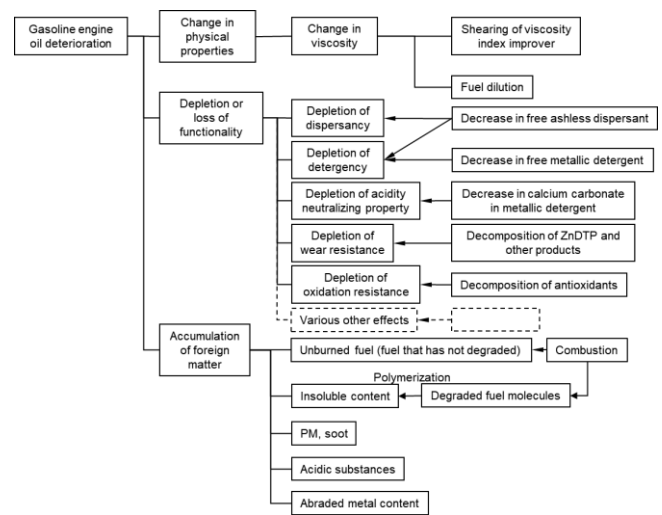 Gasoline engine
oil deterioration
Change in
physical
properties
Change in
viscosity
Shearing of viscosity
index improver
Fuel dilution
Depletion or
loss of
functionality
Depletion of
dispersancy
Decrease in free ashless dispersant
Depletion of
detergency
Decrease in free metallic detergent
Depletion of acidity
neutralizing property
Decrease in calcium carbonate
in metallic detergent
Depletion of
wear resistance
Decomposition of ZnDTP and
other products
Depletion of
oxidation resistance
Decomposition of antioxidants
Various other effects
Accumulation
of foreign
matter
Unburned fuel (fuel that has not degraded)
Combustion
Polymerization
Insoluble content
Degraded fuel molecules
PM, soot
Acidic substances
Abraded metal content